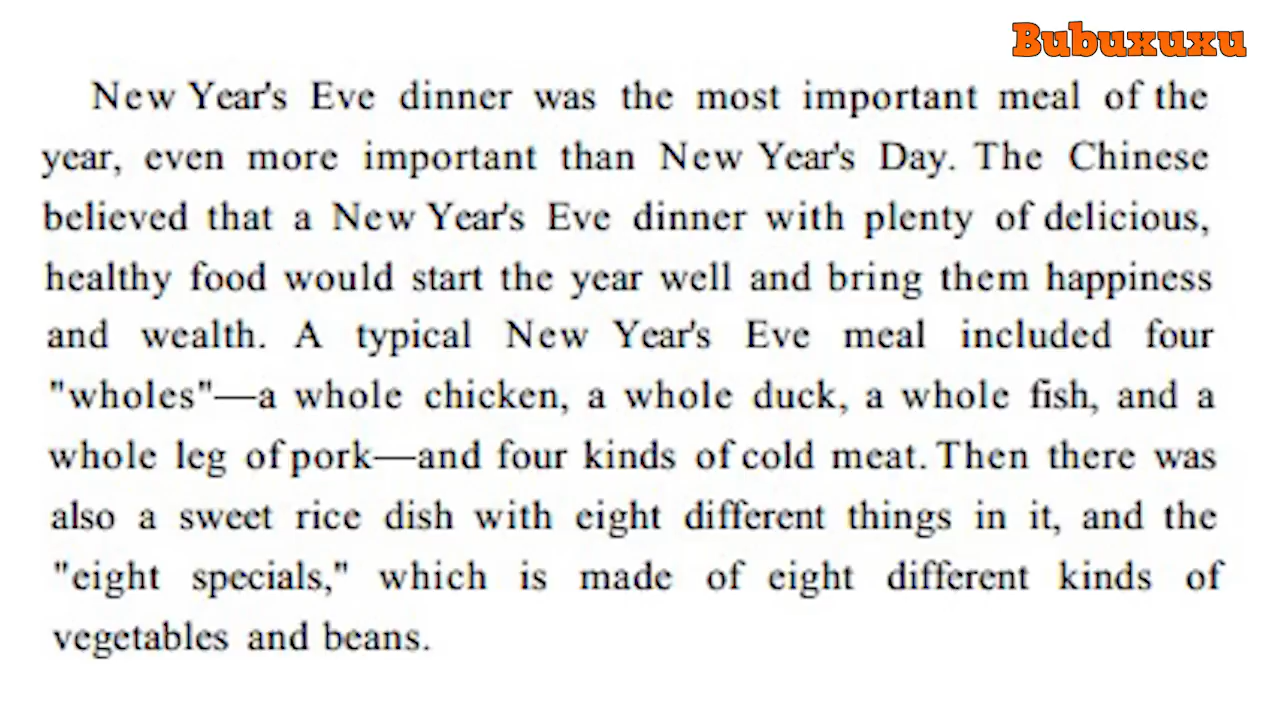 Bubuxuxu
New Year's Eve dinner was the most important meal of the
year, even more important than New Year's Day. The Chinese
believed that a New Year's Eve dinner with plenty of delicious,
healthy food would start the year well and bring them happiness
and wealth. A typical New Year's Eve meal included four
"wholes"—a whole chicken, a whole duck, a whole fish, and a
whole leg of pork—and four kinds of cold meat. Then there was
also a sweet rice dish with eight different things in it, and the
"eight specials," which is made of eight different kinds of
vegetables and beans.